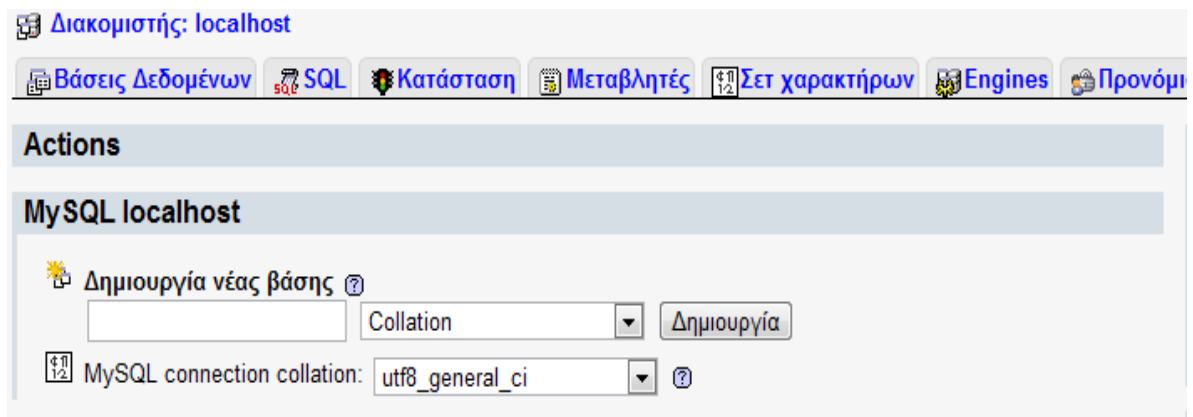 Διακομιστής: localhost
Βάσεις Δεδομένων SQL Κατάσταση Μεταβλητές Σετ χαρακτήρων Engines
Actions
MySQL localhost
Δημιουργία νέας βάσης
Collation Δημιουργία
MySQL connection collation: utf8_general_ci